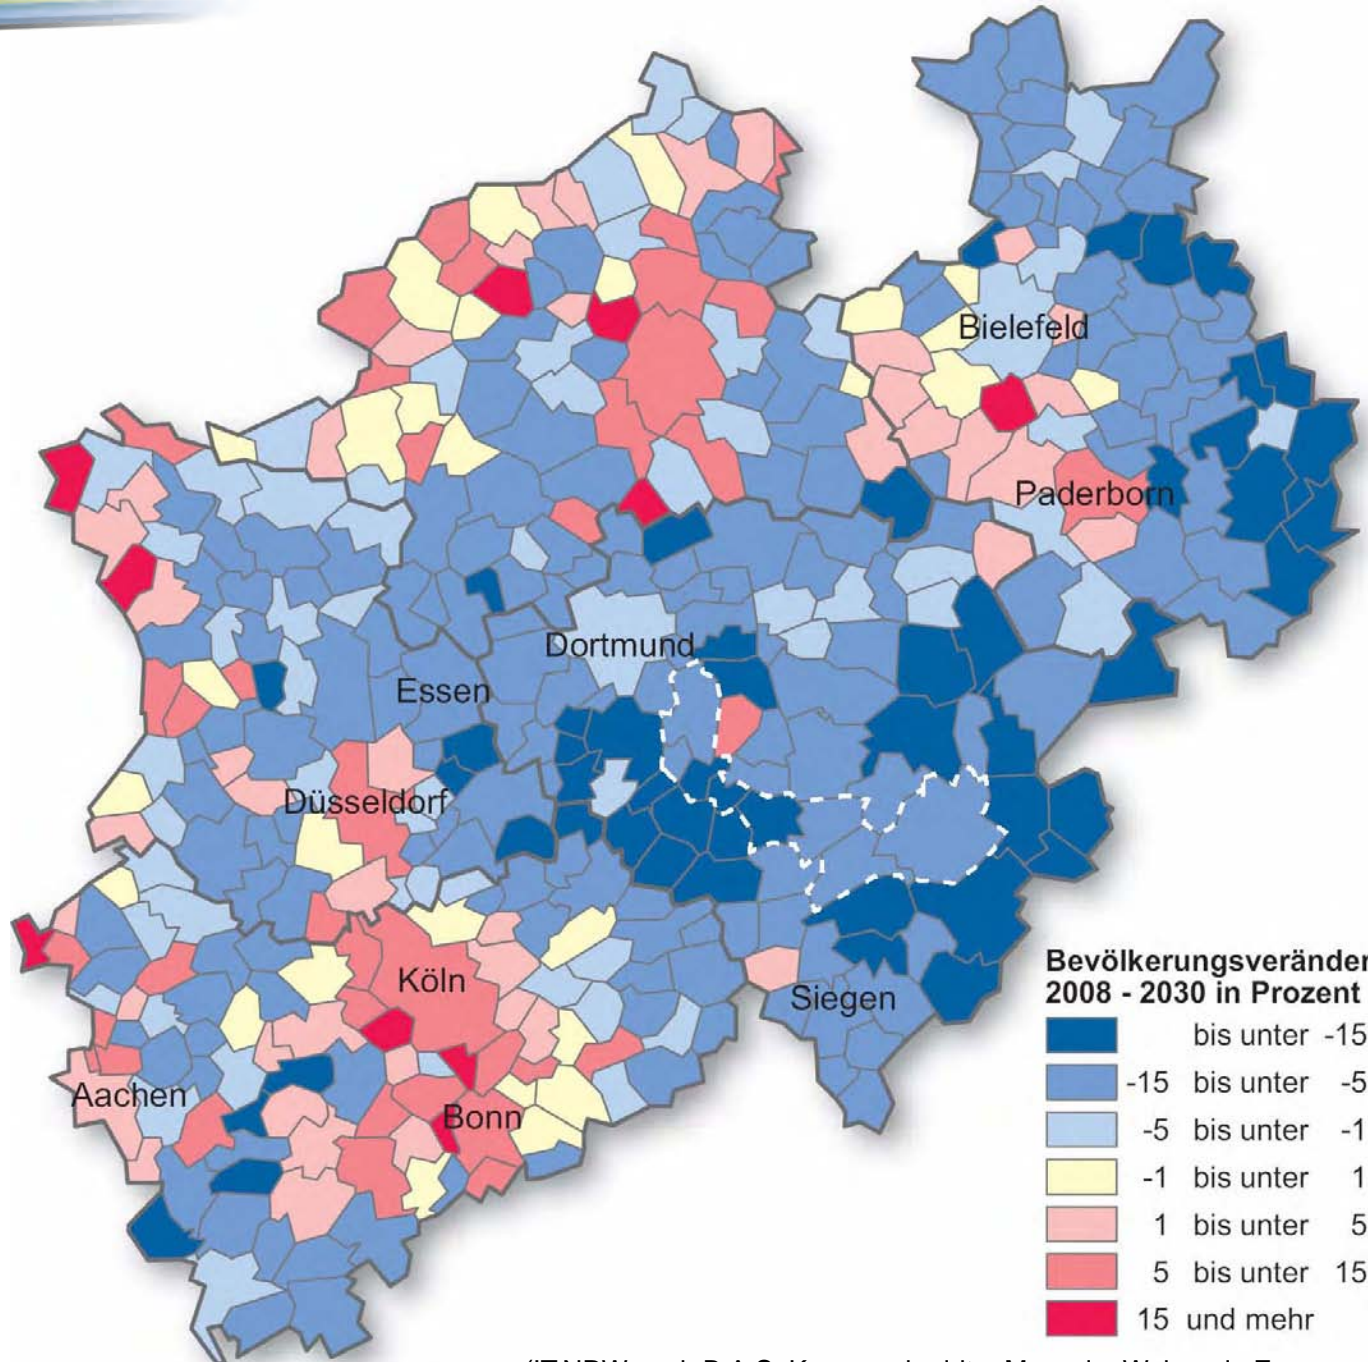 Bielefeld
Paderborn
Dortmund
Essen
Düsseldorf
Köln
Siegen
Aachen
Bonn
Bevölkerungsveränder
2008 - 2030 in Prozent
bis unter -15
-15 bis unter -5
-5 bis unter -1
-1 bis unter 1
1 bis unter 5
5 bis unter 15
15 und mehr